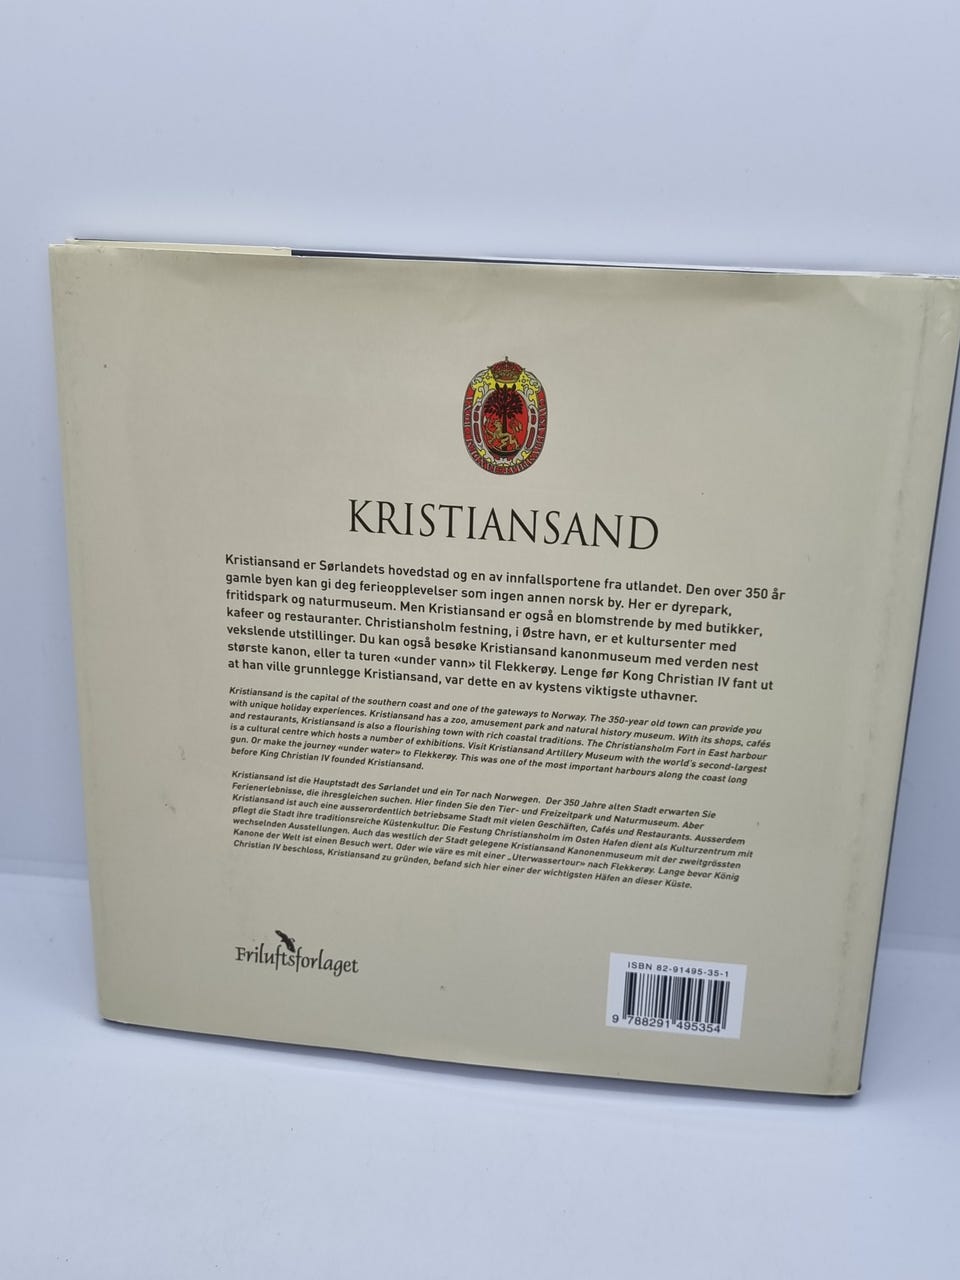 KRISTIANSAND
Kristiansand er Sørlandets hovedstad og en av innfallsportene fra utlandet. Den over 350 år
gamle byen kan gi deg ferieopplevelser som ingen annen norsk by. Her er dyrepark,
fritidspark og naturmuseum. Men Kristiansand er også en blomstrende by med butikker,
kafeer og restauranter. Christiansholm festning, i Østre havn, er et kultursenter med
vekslende utstillinger. Du kan også besøke Kristiansand kanonmuseum med verden nest
største kanon, eller ta turen «under vann» til Flekkerøy. Lenge før Kong Christian IV fant ut
at han ville grunnlegge Kristiansand, var dette en av kystens viktigste uthavner.
Kristiansand is the capital of the southern coast and one of the gateways to Norway. The 350-year old town can provide you
with unique holiday experiences. Kristiansand has a zoo, amusement park and natural history museum. With its shops, cafés
and restaurants, Kristiansand is also a flourishing town with rich coastal traditions. The Christiansholm Fort in East harbour
is a cultural centre which hosts a number of exhibitions. Visit Kristiansand Artillery Museum with the world's second-largest
gun. Or make the journey «under water» to Flekkerøy. This was one of the most important harbours along the coast long
before King Christian IV founded Kristiansand.
Kristiansand ist die Hauptstadt des Sørlandet und ein Tor nach Norwegen. Der 350 Jahre alten Stadt erwarten Sie
Ferienerlebnisse, die ihresgleichen suchen. Hier finden Sie den Tier- und Freizeitpark und Naturmuseum. Aber
Kristiansand ist auch eine ausserordentlich betriebsame Stadt mit vielen Geschäften, Cafés und Restaurants. Ausserdem
pflegt die Stadt ihre traditionsreiche Küstenkultur. Die Festung Christiansholm im Osten Hafen dient als Kulturzentrum mit
wechselnden Ausstellungen. Auch das westlich der Stadt gelegene Kristiansand Kanonenmuseum mit der zweitgrössten
Kanone der Welt ist einen Besuch wert. Oder wie väre es mit einer „Uterwassertour» nach Flekkerøy. Lange bevor König
Christian IV beschloss, Kristiansand zu gründen, befand sich hier einer der wichtigsten Häfen an dieser Küste.
Friluftsforlaget
ISBN 82-91495-35-1
9 788291 495354